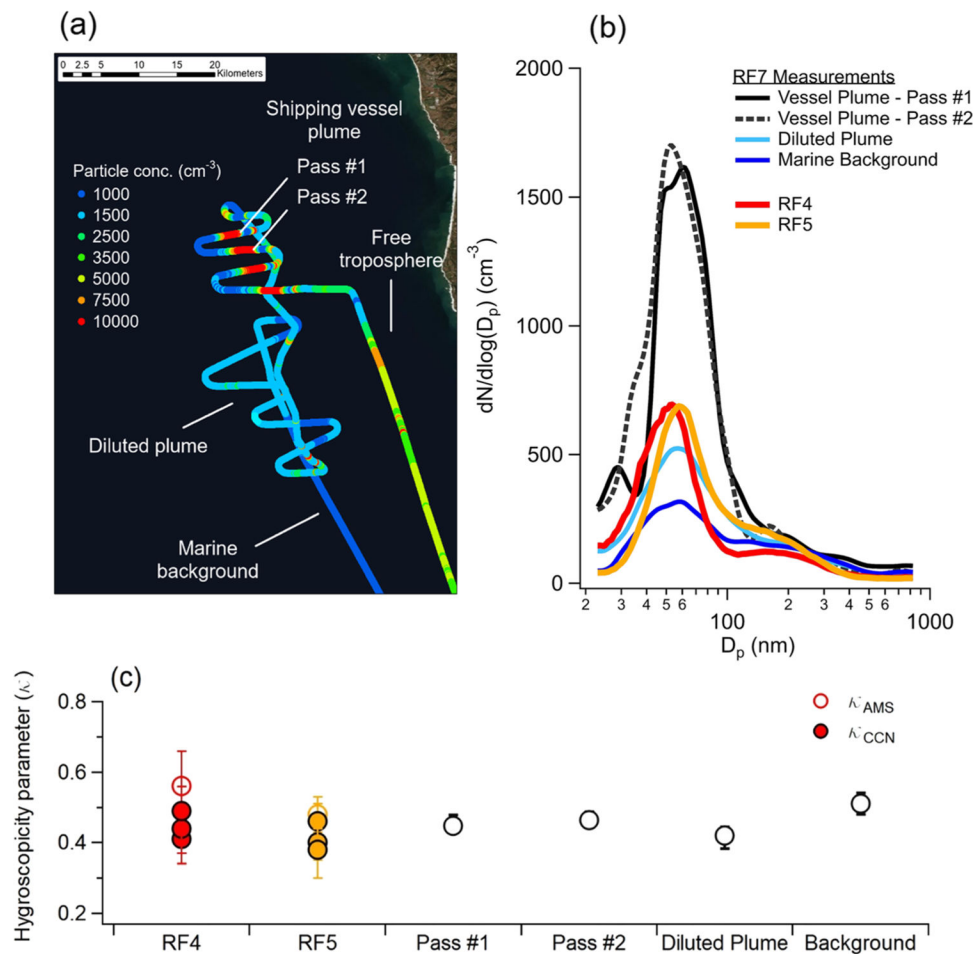 (a)
0 2.5 5 10 15 20
Kilometers
Shipping vessel
plume
Pass #1
Pass #2
Particle conc. (cm-3)
1000
1500
2500
3500
5000
7500
10000
Free
troposphere
Diluted plume
Marine
background
(b)
RF7 Measurements
Vessel Plume - Pass #1
Vessel Plume - Pass #2
Diluted Plume
Marine Background
RF4
RF5
dN/dlog(Dp) (cm-3)
2000
1500
1000
500
0
2 3 4 5 6 100 2 3 4 5 6 1000
Dp (nm)
(c)
κAMS
κCCN
Hygroscopicity parameter (κ)
0.8
0.6
0.4
0.2
RF4 RF5 Pass #1 Pass #2 Diluted Plume Background